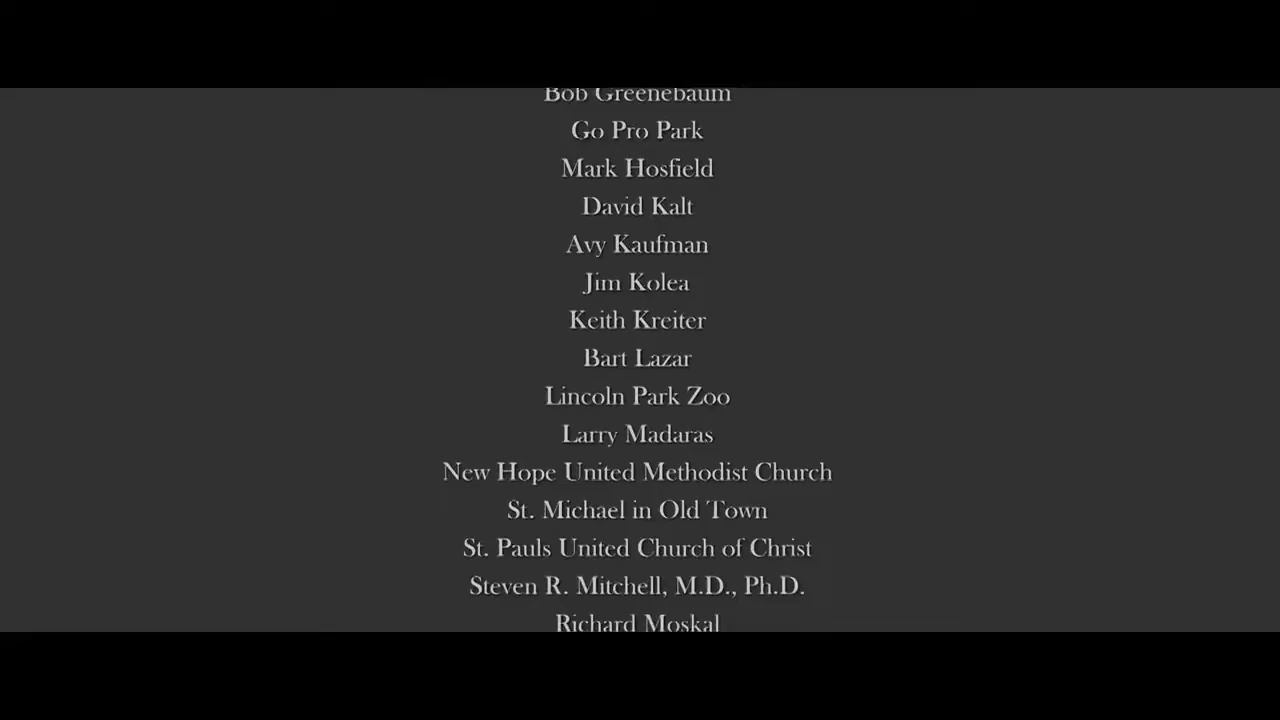 Bob Greenebaum
Go Pro Park
Mark Hosfield
David Kalt
Avy Kaufman
Jim Kolea
Keith Kreiter
Bart Lazar
Lincoln Park Zoo
Larry Madaras
New Hope United Methodist Church
St. Michael in Old Town
St. Pauls United Church of Christ
Steven R. Mitchell, M.D., Ph.D.
Richard Moskal